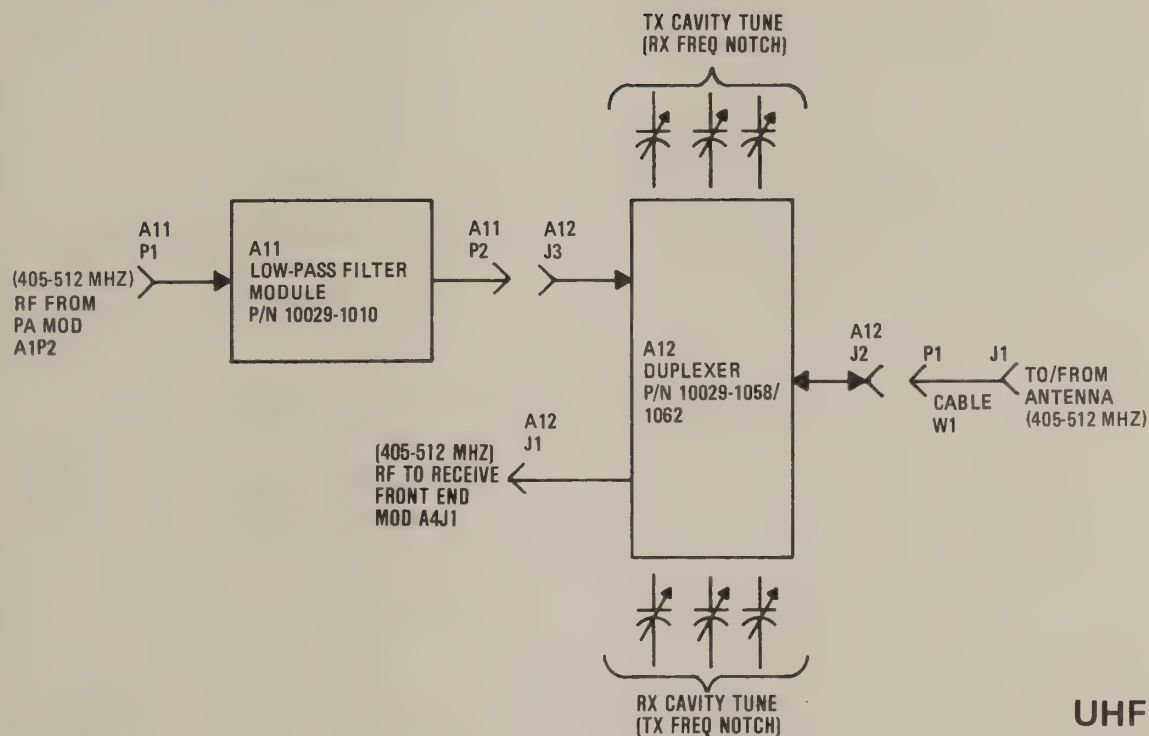 TX CAVITY TUNE
(RX FREQ NOTCH)
A11
P1
(405-512 MHZ)
RF FROM
PA MOD
A1P2
A11
LOW-PASS FILTER
MODULE
P/N 10029-1010
A11
P2
A12
J3
A12
DUPLEXER
P/N 10029-1058/
1062
A12
J2
P1
CABLE
W1
J1
TO/FROM
ANTENNA
(405-512 MHZ)
A12
J1
(405-512 MHZ)
RF TO RECEIVE
FRONT END
MOD A4J1
RX CAVITY TUNE
(TX FREQ NOTCH)
UHF